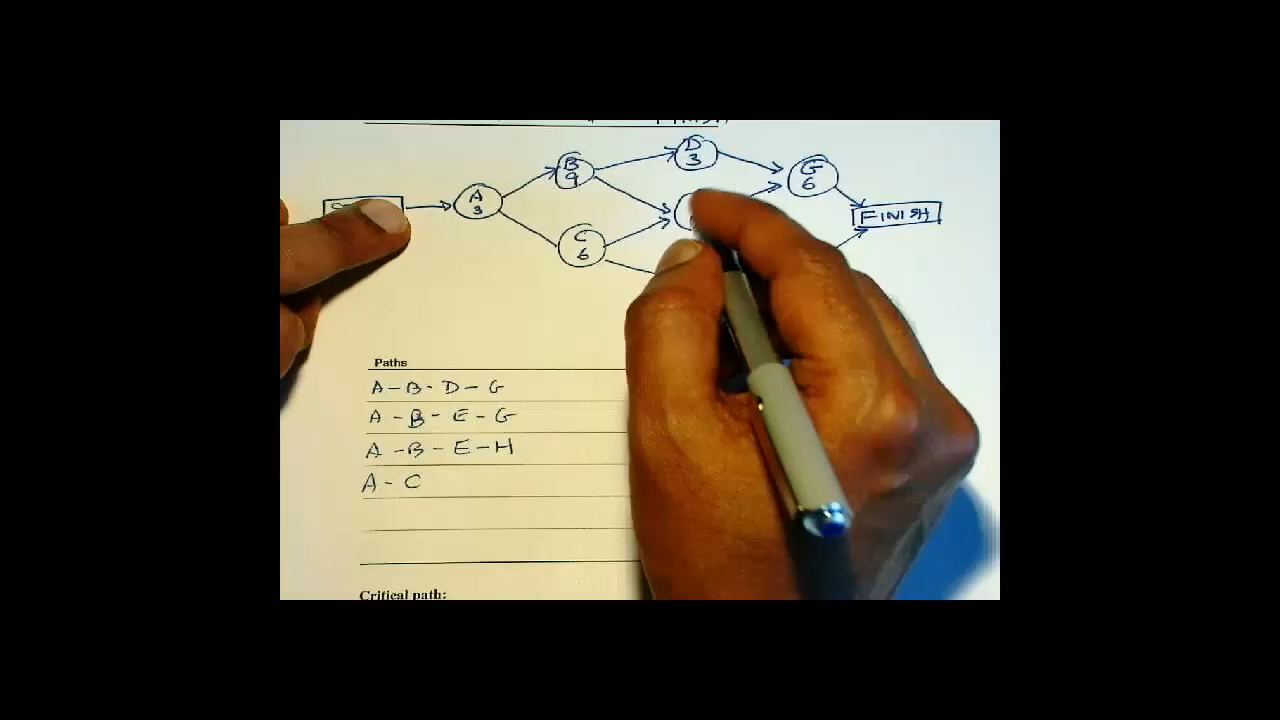 D
3
B
9
G
6
A
3
FINISH
C
6
Paths
A - B - D - G
A - B - E - G
A - B - E - H
A - C
Critical path: